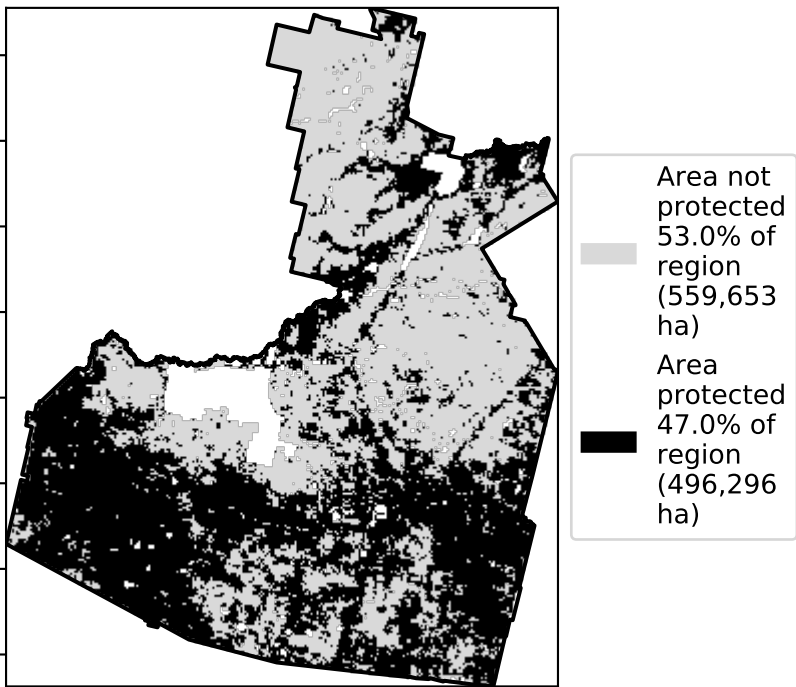 Area not
protected
53.0% of
region
(559,653
ha)
Area
protected
47.0% of
region
(496,296
ha)